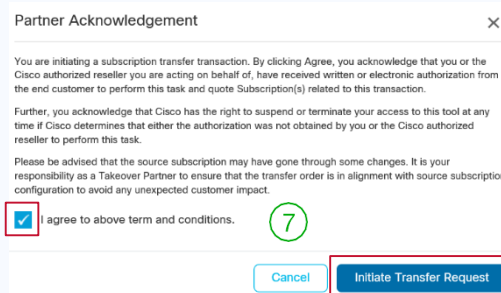 Partner Acknowledgement
You are initiating a subscription transfer transaction. By clicking Agree, you acknowledge that you or the
Cisco authorized reseller you are acting on behalf of, have received written or electronic authorization from
the end customer to perform this task and quote Subscription(s) related to this transaction.
Further, you acknowledge that Cisco has the right to suspend or terminate your access to this tool at any
time if Cisco determines that either the authorization was not obtained by you or the Cisco authorized
reseller to perform this task.
Please be advised that the source subscription may have gone through some changes. It is your
responsibility as a Takeover Partner to ensure that the transfer order is in alignment with source subscription
configuration to avoid any unexpected customer impact.
I agree to above term and conditions.
7
Cancel
Initiate Transfer Request